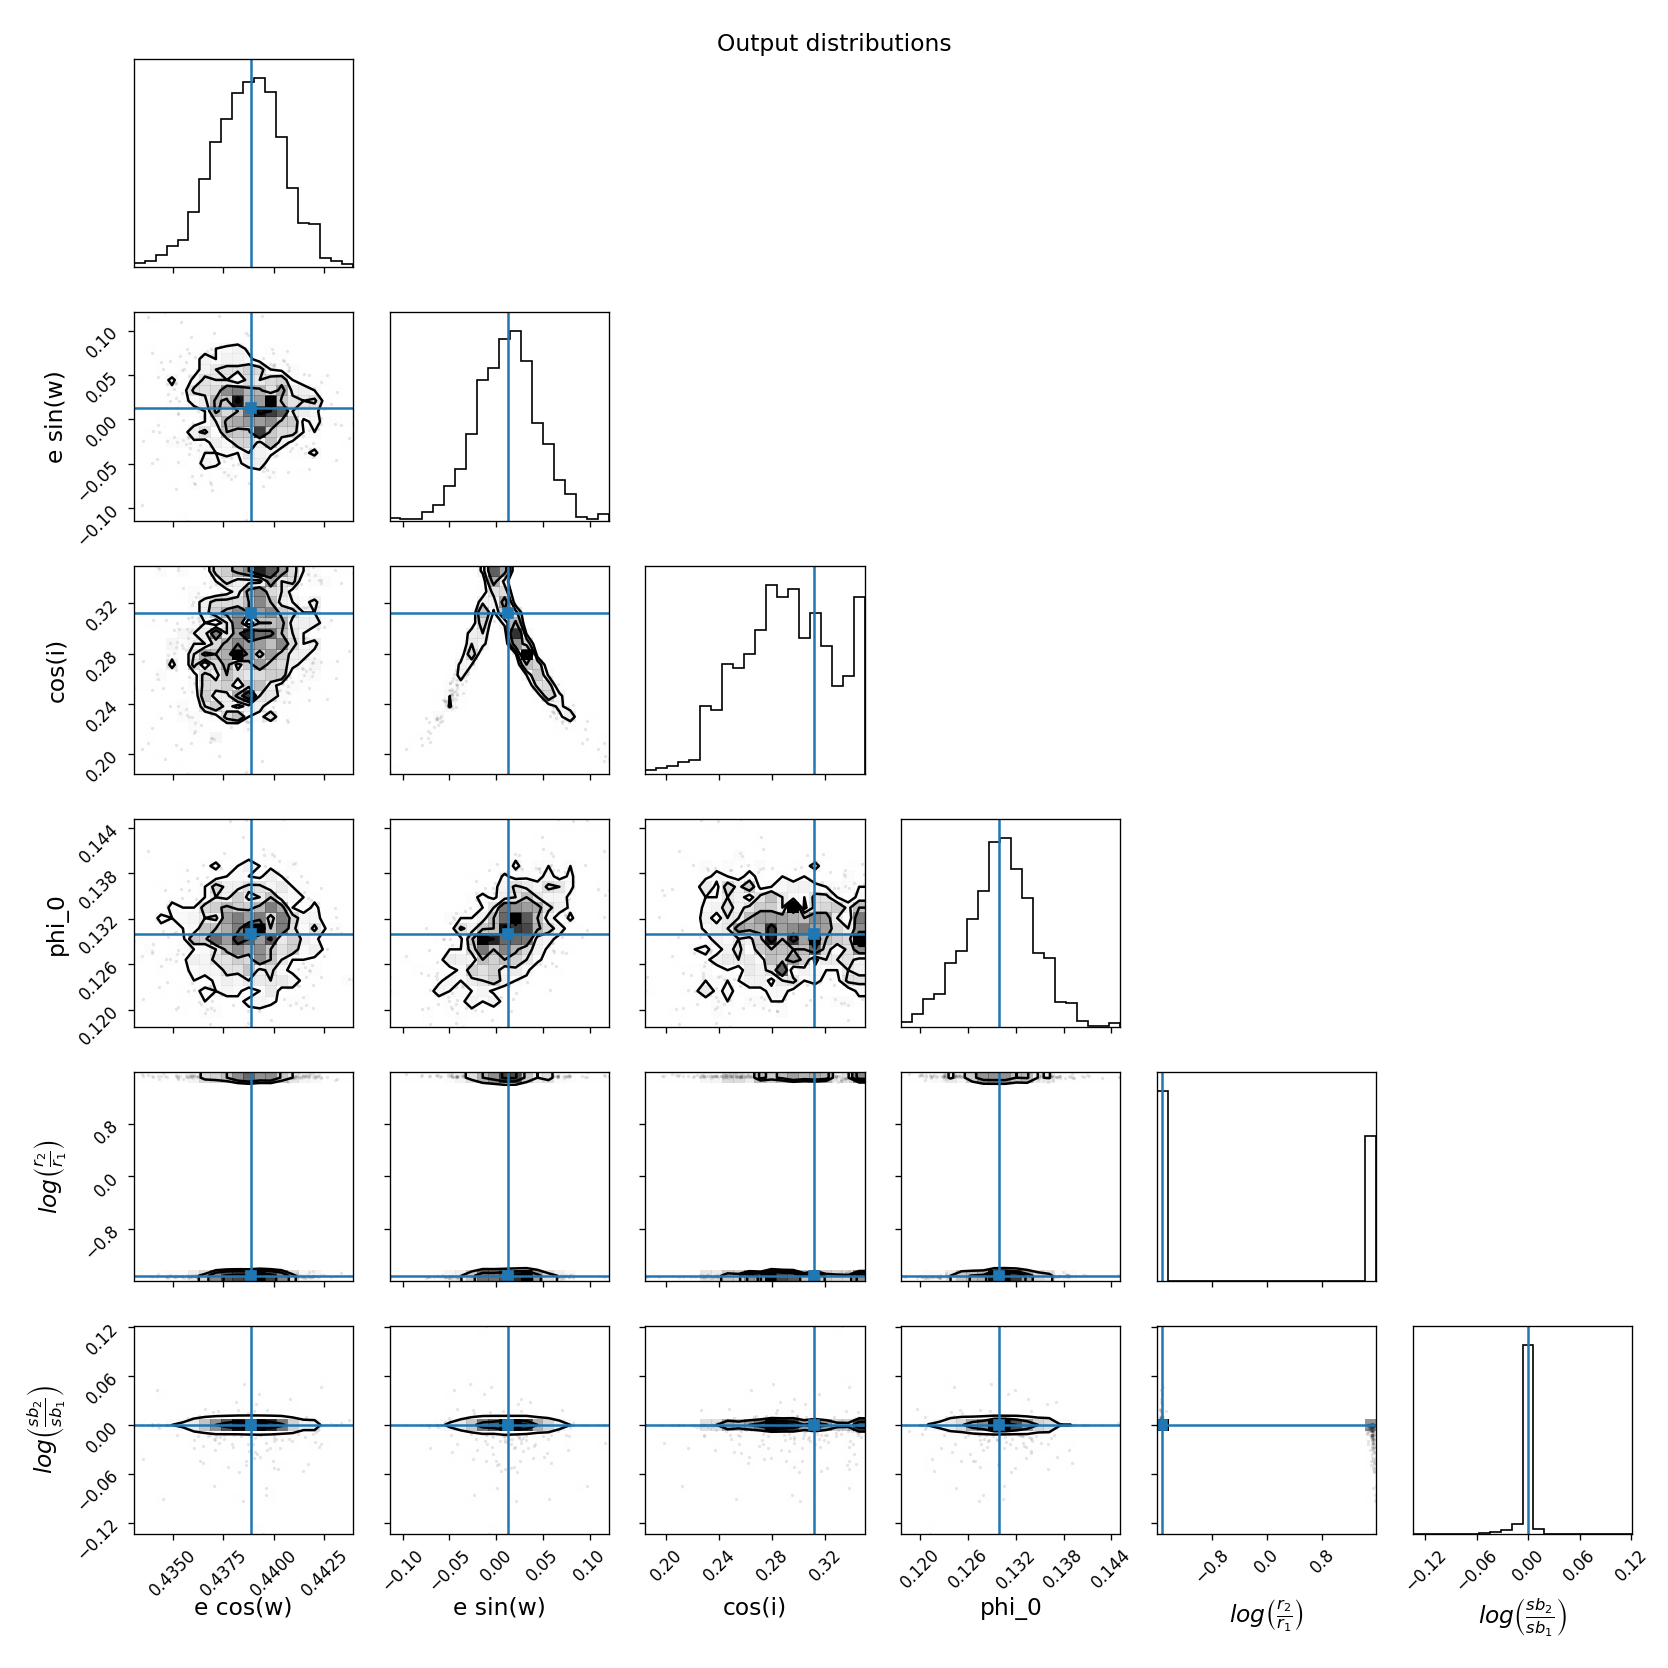 Output distributions
e sin(w)
0.10
0.05
0.00
−0.05
−0.10
cos(i)
0.32
0.28
0.24
0.20
phi_0
0.144
0.138
0.132
0.126
0.120
log(r₂/r₁)
0.8
0.0
−0.8
log(sb₂/sb₁)
0.12
0.06
0.00
−0.06
−0.12
0.4350 0.4375 0.4400 0.4425
−0.10 −0.05 0.00 0.05 0.10
0.20 0.24 0.28 0.32
0.120 0.126 0.132 0.138 0.144
−0.8 0.0 0.8
−0.12 −0.06 0.00 0.06 0.12
e cos(w)
e sin(w)
cos(i)
phi_0
log(r₂/r₁)
log(sb₂/sb₁)